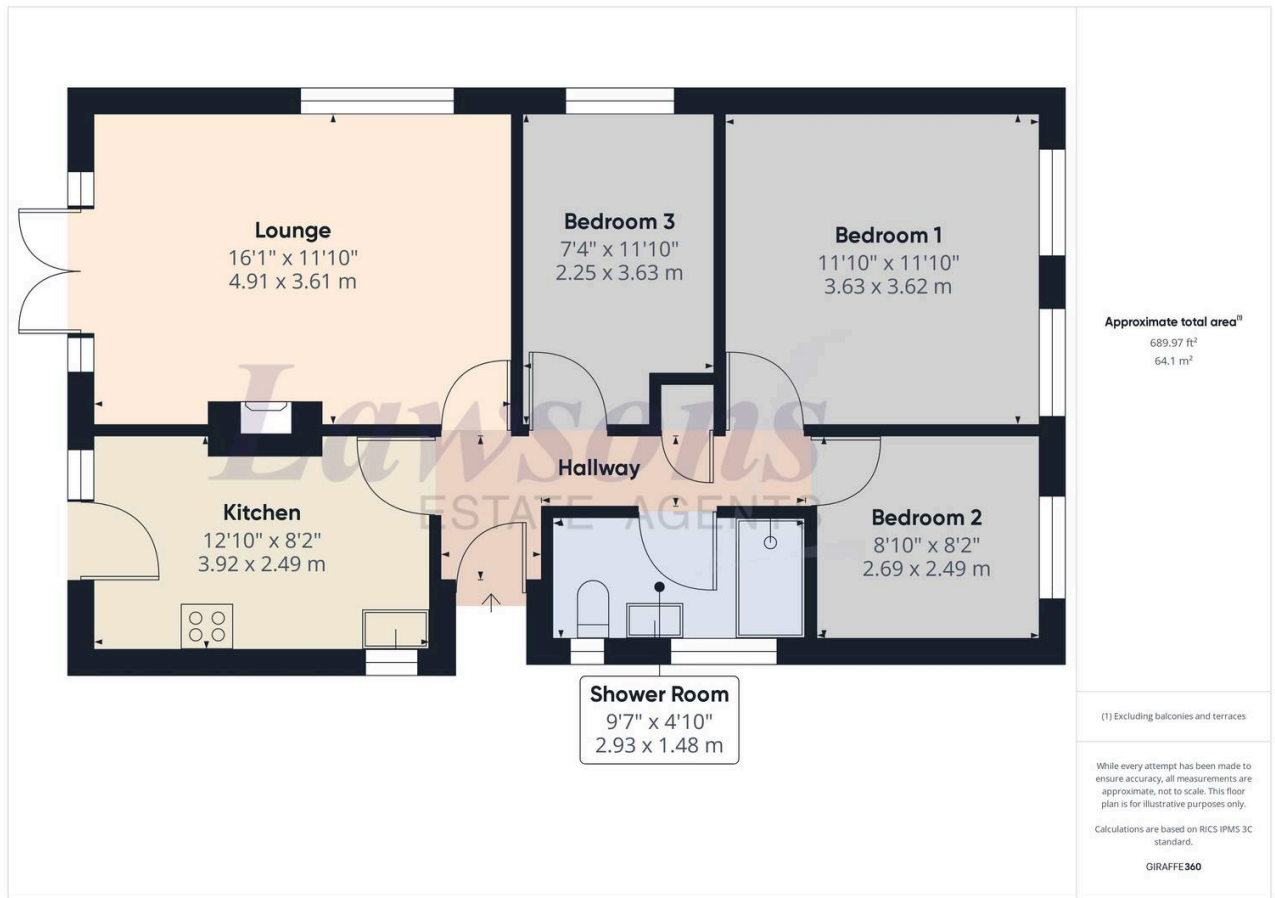 Lounge
16'1" x 11'10"
4.91 x 3.61 m
Bedroom 3
7'4" x 11'10"
2.25 x 3.63 m
Bedroom 1
11'10" x 11'10"
3.63 x 3.62 m
Approximate total area(1)
689.97 ft²
64.1 m²
Lawsons
ESTATE AGENTS
Hallway
Kitchen
12'10" x 8'2"
3.92 x 2.49 m
Bedroom 2
8'10" x 8'2"
2.69 x 2.49 m
Shower Room
9'7" x 4'10"
2.93 x 1.48 m
(1) Excluding balconies and terraces
While every attempt has been made to
ensure accuracy, all measurements are
approximate, not to scale. This floor
plan is for illustrative purposes only.
Calculations are based on RICS IPMS 3C
standard.
GIRAFFE360